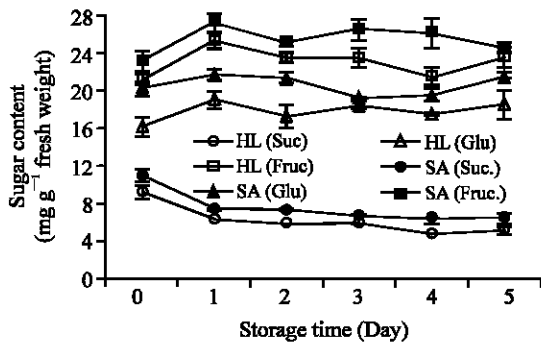 Sugar content
(mg g⁻¹ fresh weight)
28
24
20
16
12
8
4
0
HL (Suc)
HL (Glu)
HL (Fruc)
SA (Suc.)
SA (Glu)
SA (Fruc.)
0 1 2 3 4 5
Storage time (Day)